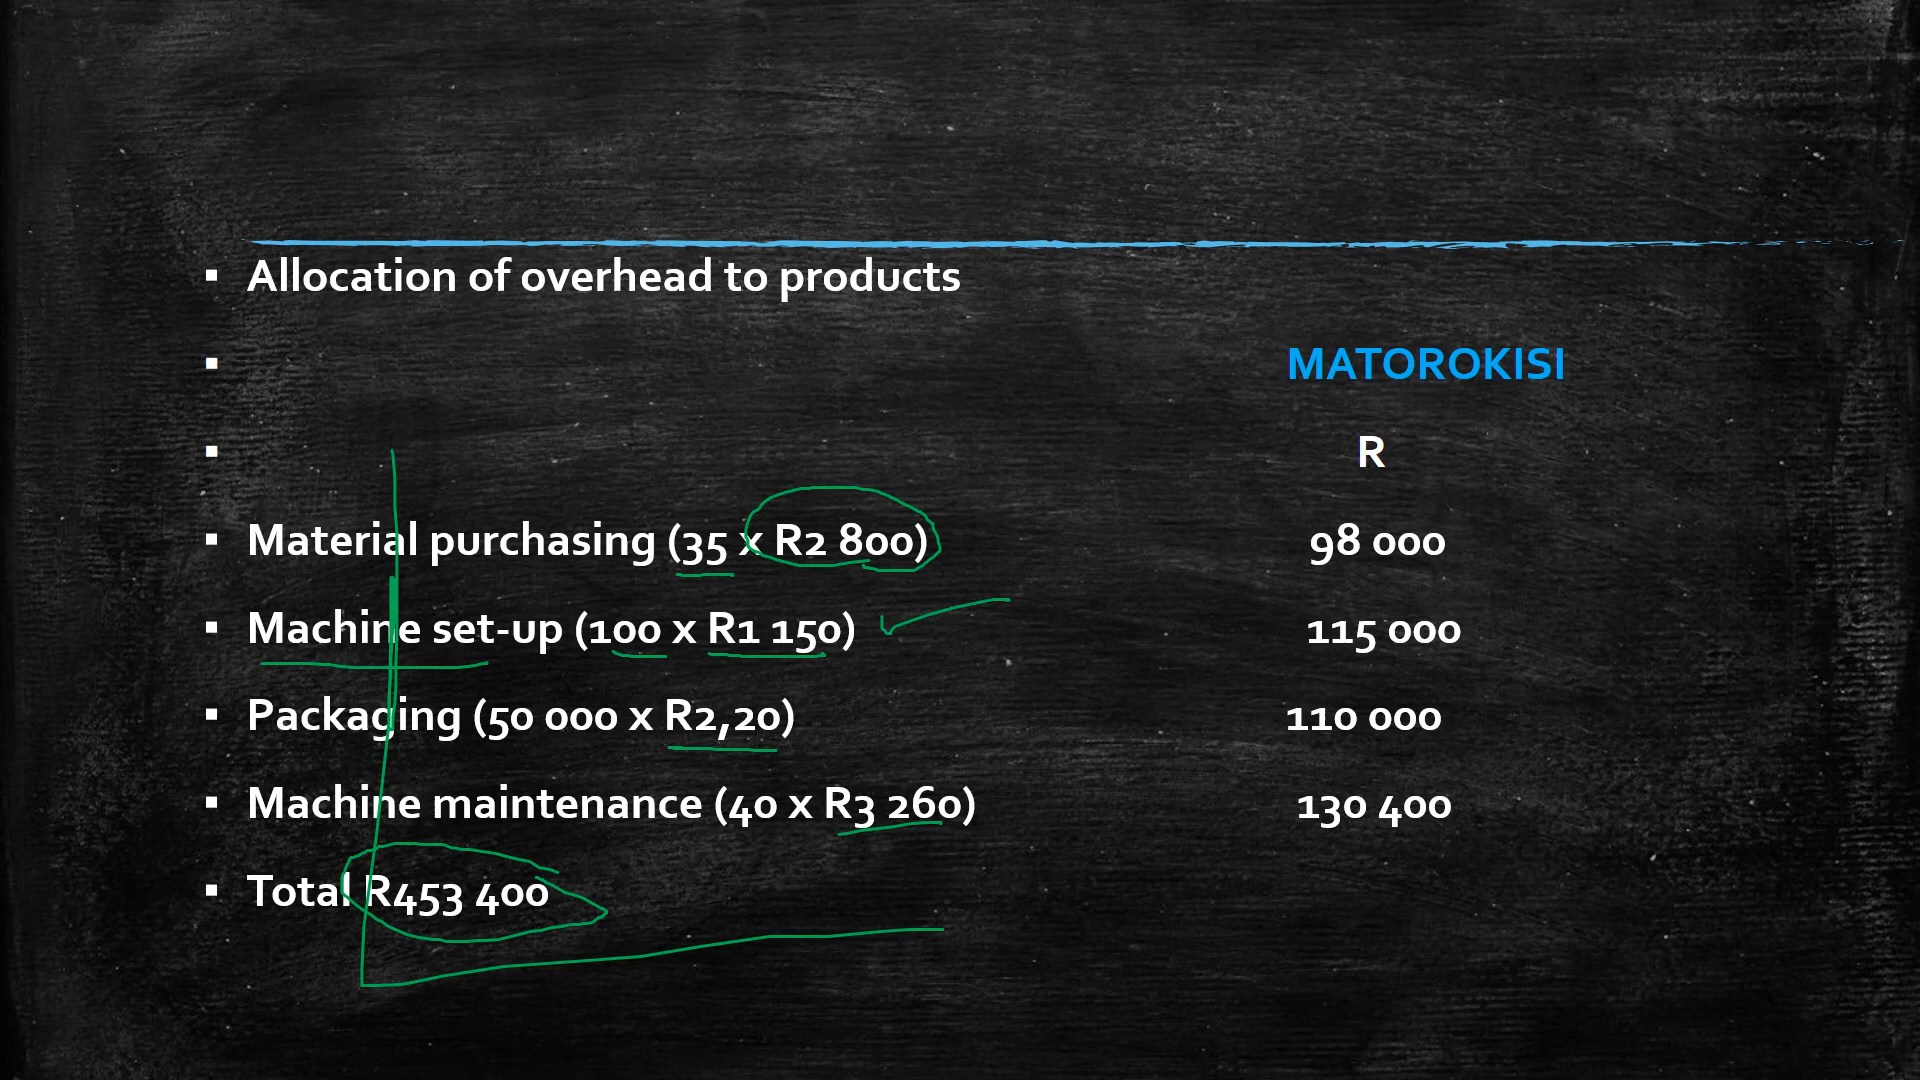 Allocation of overhead to products
MATOROKISI
R
Material purchasing (35 x R2 800) 98 000
Machine set-up (100 x R1 150) 115 000
Packaging (50 000 x R2,20) 110 000
Machine maintenance (40 x R3 260) 130 400
Total R453 400